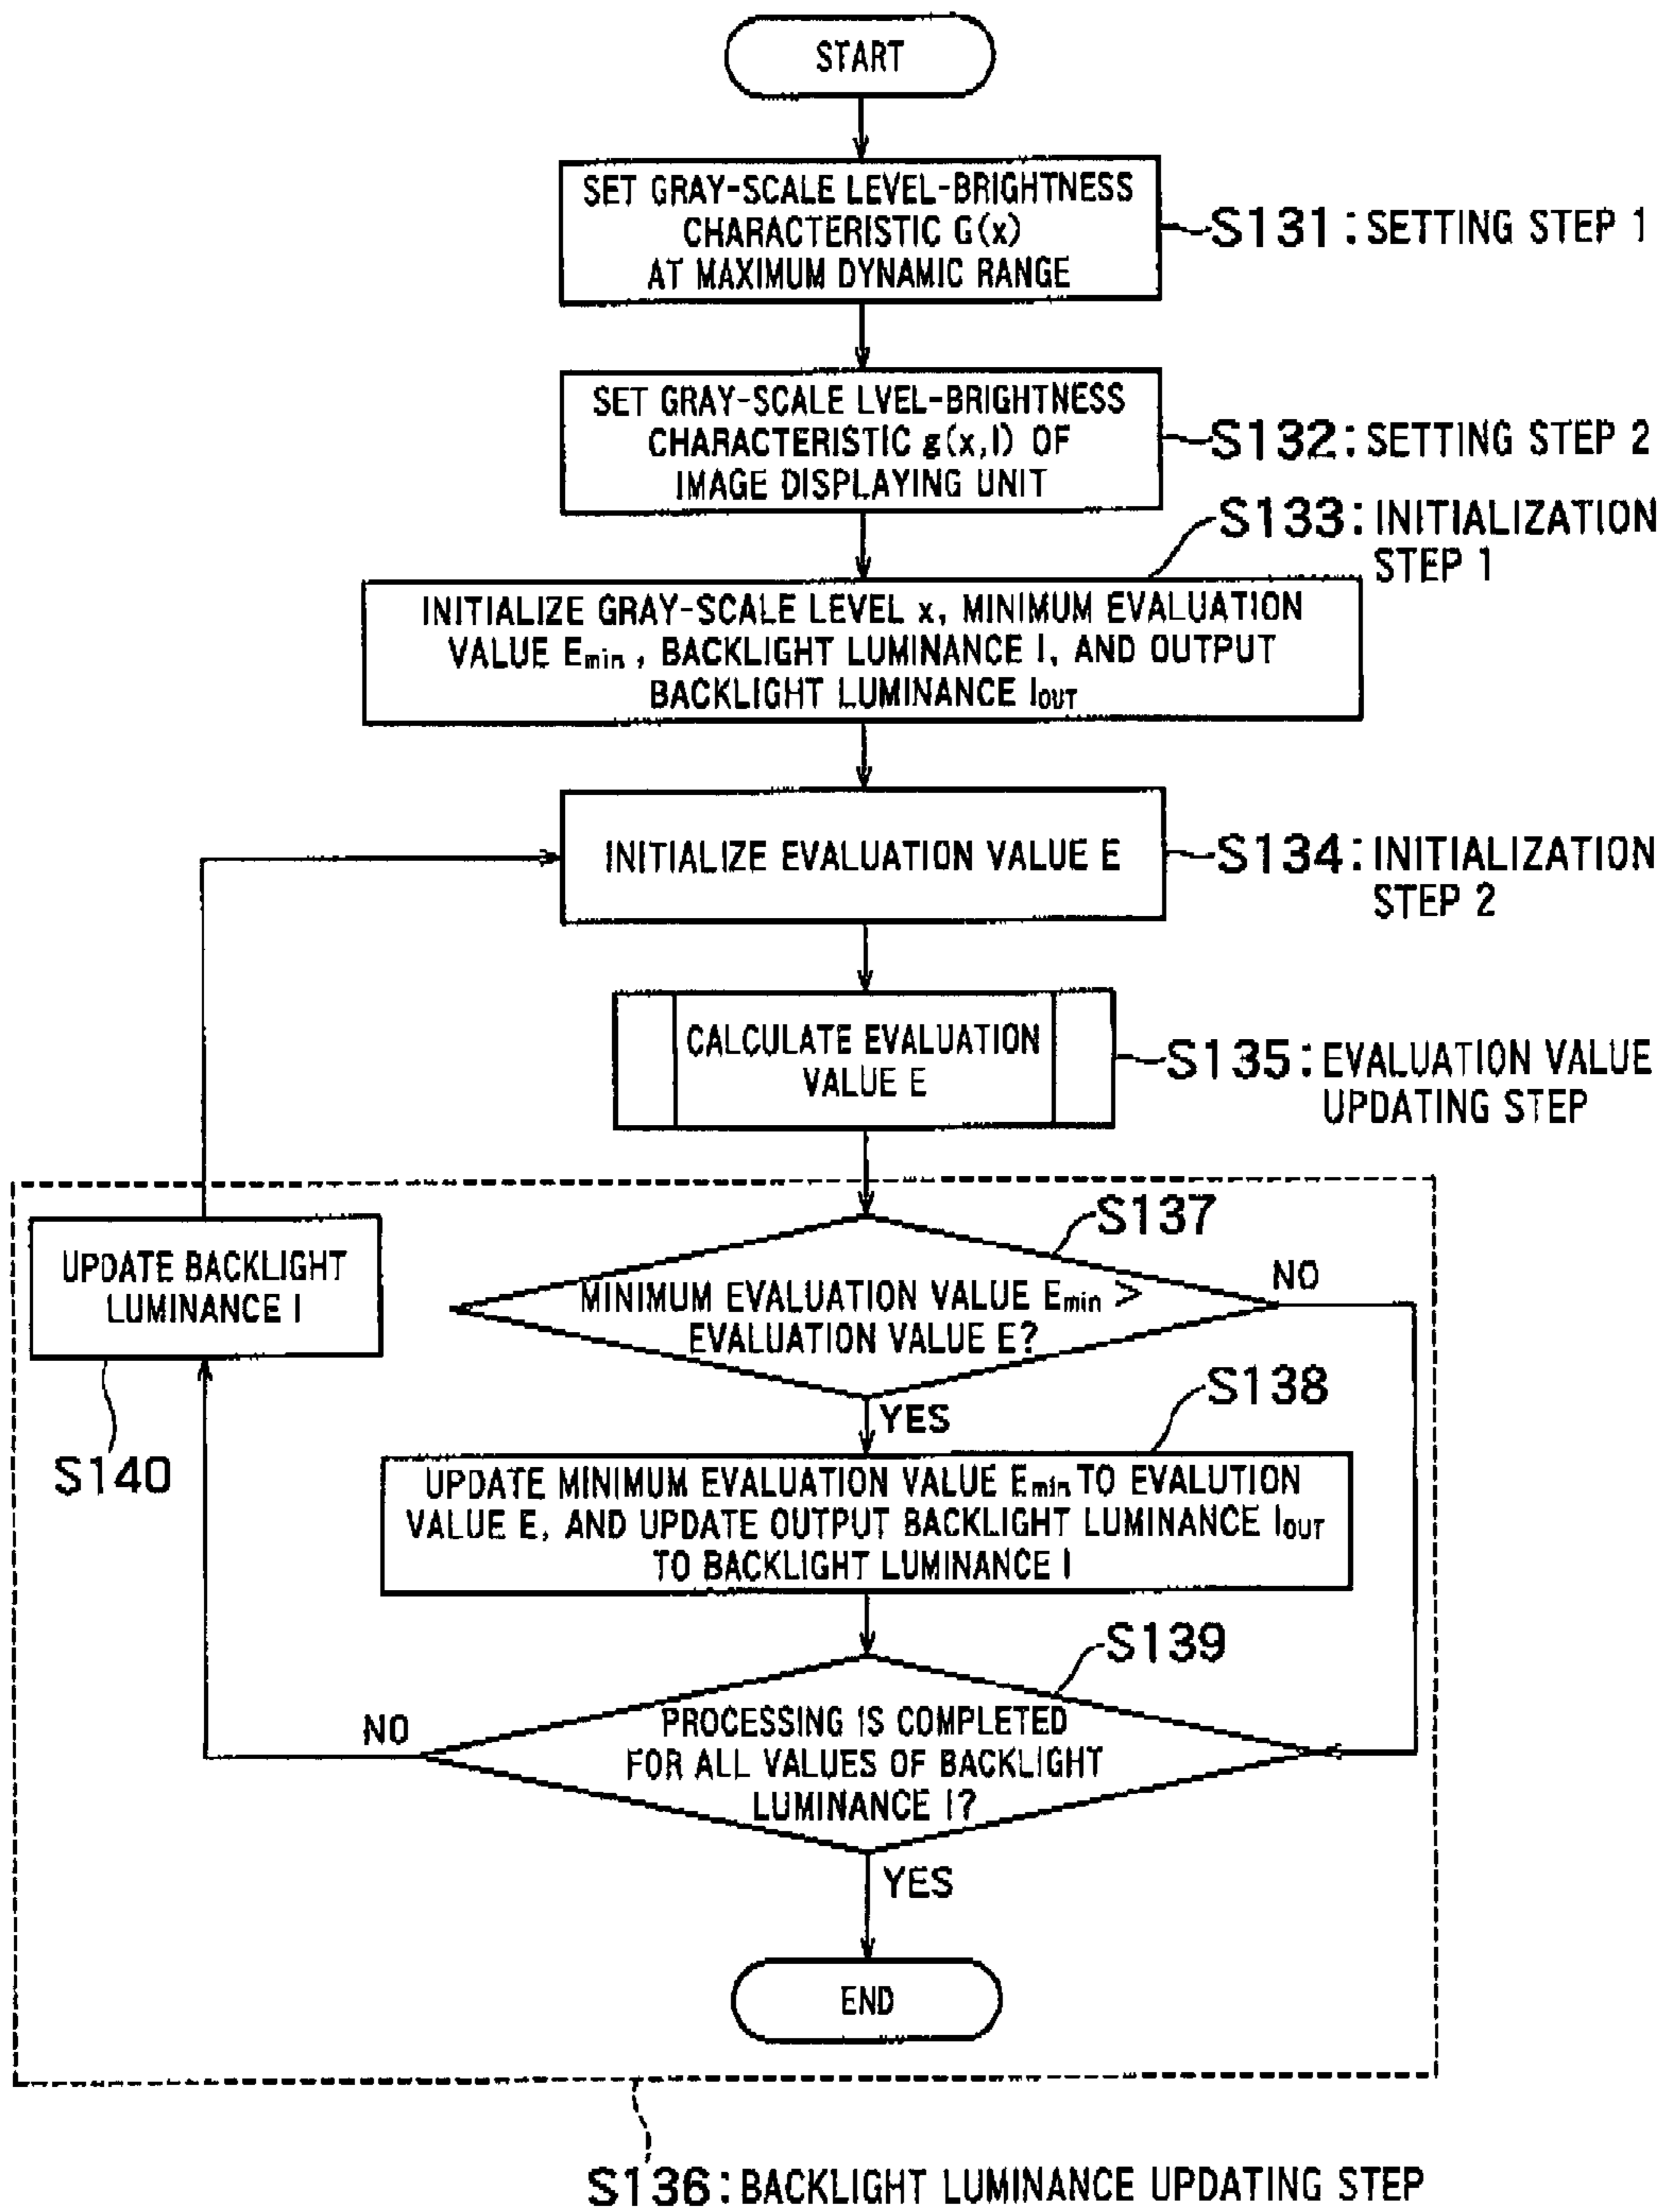 START
SET GRAY-SCALE LEVEL-BRIGHTNESS
CHARACTERISTIC G(x)
AT MAXIMUM DYNAMIC RANGE
S131: SETTING STEP 1
SET GRAY-SCALE LVEL-BRIGHTNESS
CHARACTERISTIC g(x,I) OF
IMAGE DISPLAYING UNIT
S132: SETTING STEP 2
S133: INITIALIZATION
STEP 1
INITIALIZE GRAY-SCALE LEVEL x, MINIMUM EVALUATION
VALUE Emin, BACKLIGHT LUMINANCE I, AND OUTPUT
BACKLIGHT LUMINANCE IOUT
INITIALIZE EVALUATION VALUE E
S134: INITIALIZATION
STEP 2
CALCULATE EVALUATION
VALUE E
S135: EVALUATION VALUE
UPDATING STEP
S137
MINIMUM EVALUATION VALUE Emin >
EVALUATION VALUE E?
NO
YES
UPDATE BACKLIGHT
LUMINANCE I
S140
S138
UPDATE MINIMUM EVALUATION VALUE Emin TO EVALUTION
VALUE E, AND UPDATE OUTPUT BACKLIGHT LUMINANCE IOUT
TO BACKLIGHT LUMINANCE I
S139
PROCESSING IS COMPLETED
FOR ALL VALUES OF BACKLIGHT
LUMINANCE I?
NO
YES
END
S136: BACKLIGHT LUMINANCE UPDATING STEP